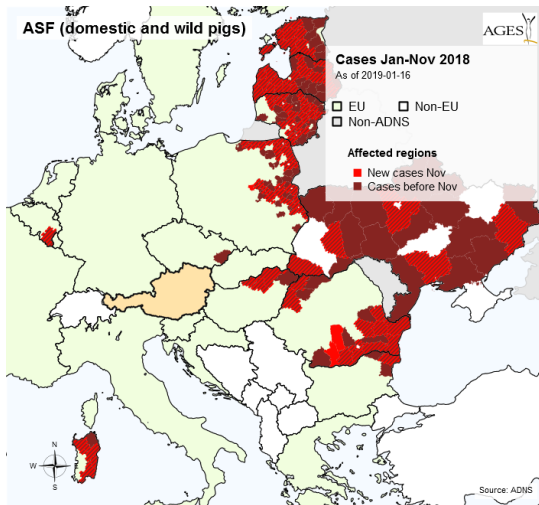 ASF (domestic and wild pigs)
AGES
Cases Jan-Nov 2018
As of 2019-01-16
EU
Non-EU
Non-ADNS
Affected regions
New cases Nov
Cases before Nov
N
W
E
S
Source: ADNS